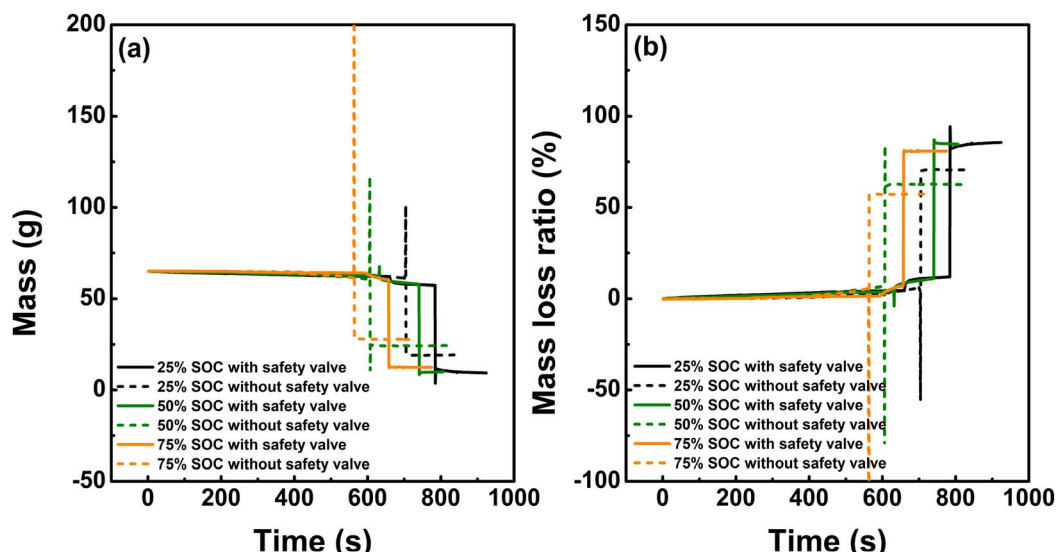 (a)
200
150
100
50
0
-50
Mass (g)
25% SOC with safety valve
25% SOC without safety valve
50% SOC with safety valve
50% SOC without safety valve
75% SOC with safety valve
75% SOC without safety valve
0 200 400 600 800 1000
Time (s)
(b)
150
100
50
0
-50
-100
Mass loss ratio (%)
25% SOC with safety valve
25% SOC without safety valve
50% SOC with safety valve
50% SOC without safety valve
75% SOC with safety valve
75% SOC without safety valve
0 200 400 600 800 1000
Time (s)